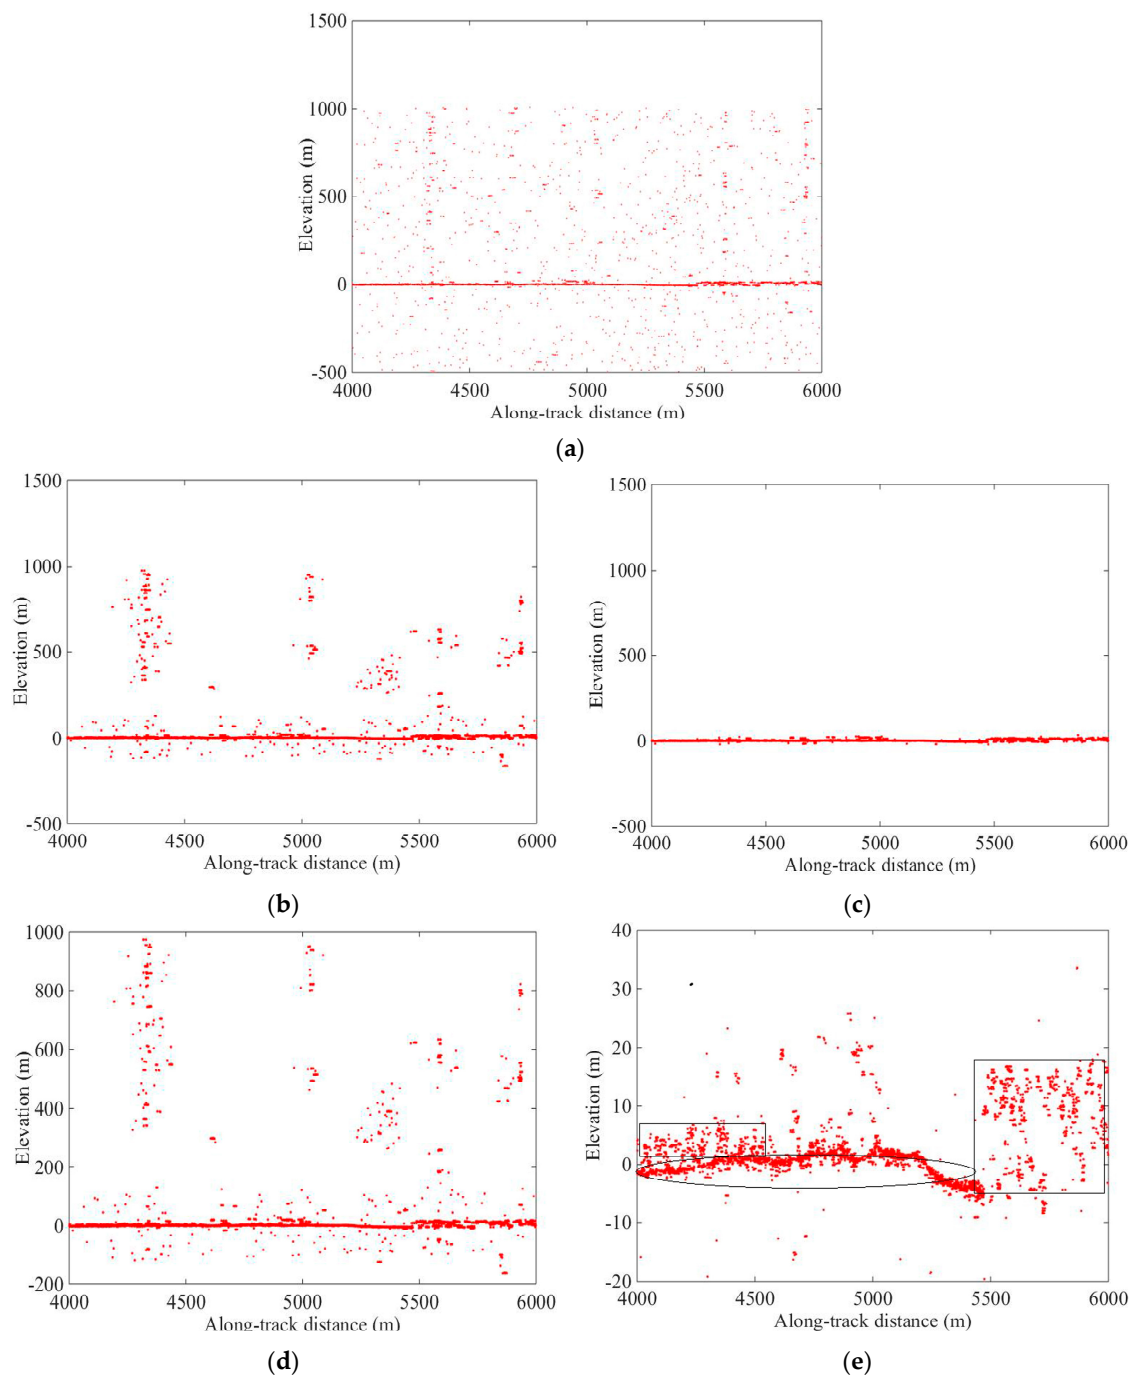 1500
1000
500
0
-500
Elevation (m)
4000 4500 5000 5500 6000
Along-track distance (m)
(a)
1500
1000
500
0
-500
Elevation (m)
4000 4500 5000 5500 6000
Along-track distance (m)
(b)
1500
1000
500
0
-500
Elevation (m)
4000 4500 5000 5500 6000
Along-track distance (m)
(c)
1000
800
600
400
200
0
-200
Elevation (m)
4000 4500 5000 5500 6000
Along-track distance (m)
(d)
40
30
20
10
0
-10
-20
Elevation (m)
4000 4500 5000 5500 6000
Along-track distance (m)
(e)